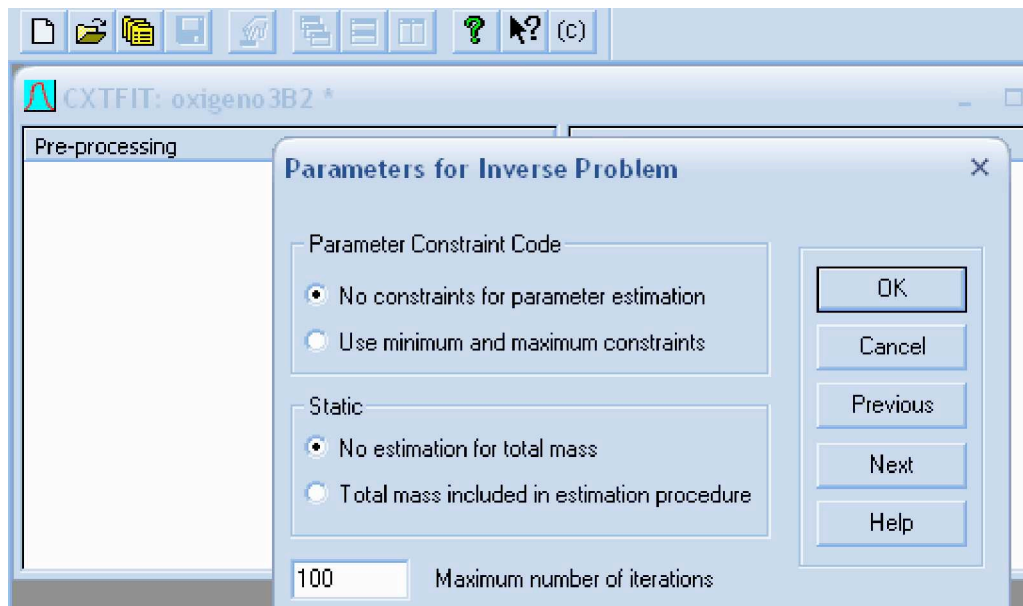 (c)
CXTFIT: oxigeno3B2 *
Pre-processing
Parameters for Inverse Problem
Parameter Constraint Code
No constraints for parameter estimation
Use minimum and maximum constraints
Static
No estimation for total mass
Total mass included in estimation procedure
100 Maximum number of iterations
OK
Cancel
Previous
Next
Help